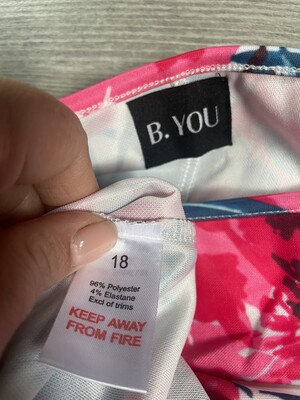 B. YOU
18
96% Polyester
4% Elastane
Excl of trims
KEEP AWAY
FROM FIRE